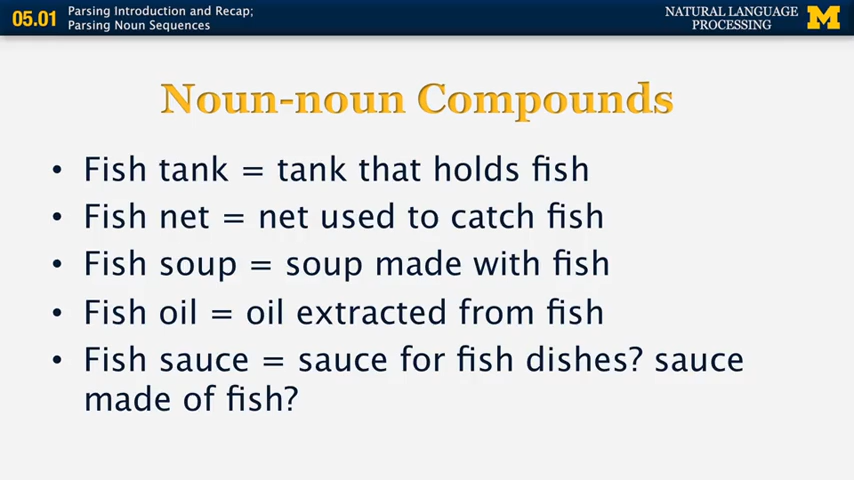 05.01
Parsing Introduction and Recap;
Parsing Noun Sequences
NATURAL LANGUAGE
PROCESSING
M
Noun-noun Compounds
• Fish tank = tank that holds fish
• Fish net = net used to catch fish
• Fish soup = soup made with fish
• Fish oil = oil extracted from fish
• Fish sauce = sauce for fish dishes? sauce
made of fish?